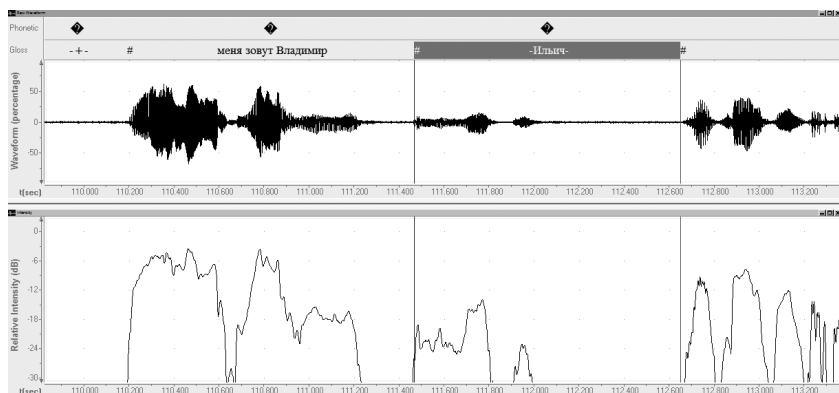 Raw Waveform
Phonetic � � �
Gloss -+- # меня зовут Владимир # -Ильич- #
Waveform (percentage)
50-
0-
-50-
t(sec) 110.000 110.200 110.400 110.600 110.800 111.000 111.200 111.400 111.600 111.800 112.000 112.200 112.400 112.600 112.800 113.000 113.200
Intensity
Relative Intensity (dB)
0-
-6-
-12-
-18-
-24-
-30-
t(sec) 110.000 110.200 110.400 110.600 110.800 111.000 111.200 111.400 111.600 111.800 112.000 112.200 112.400 112.600 112.800 113.000 113.200